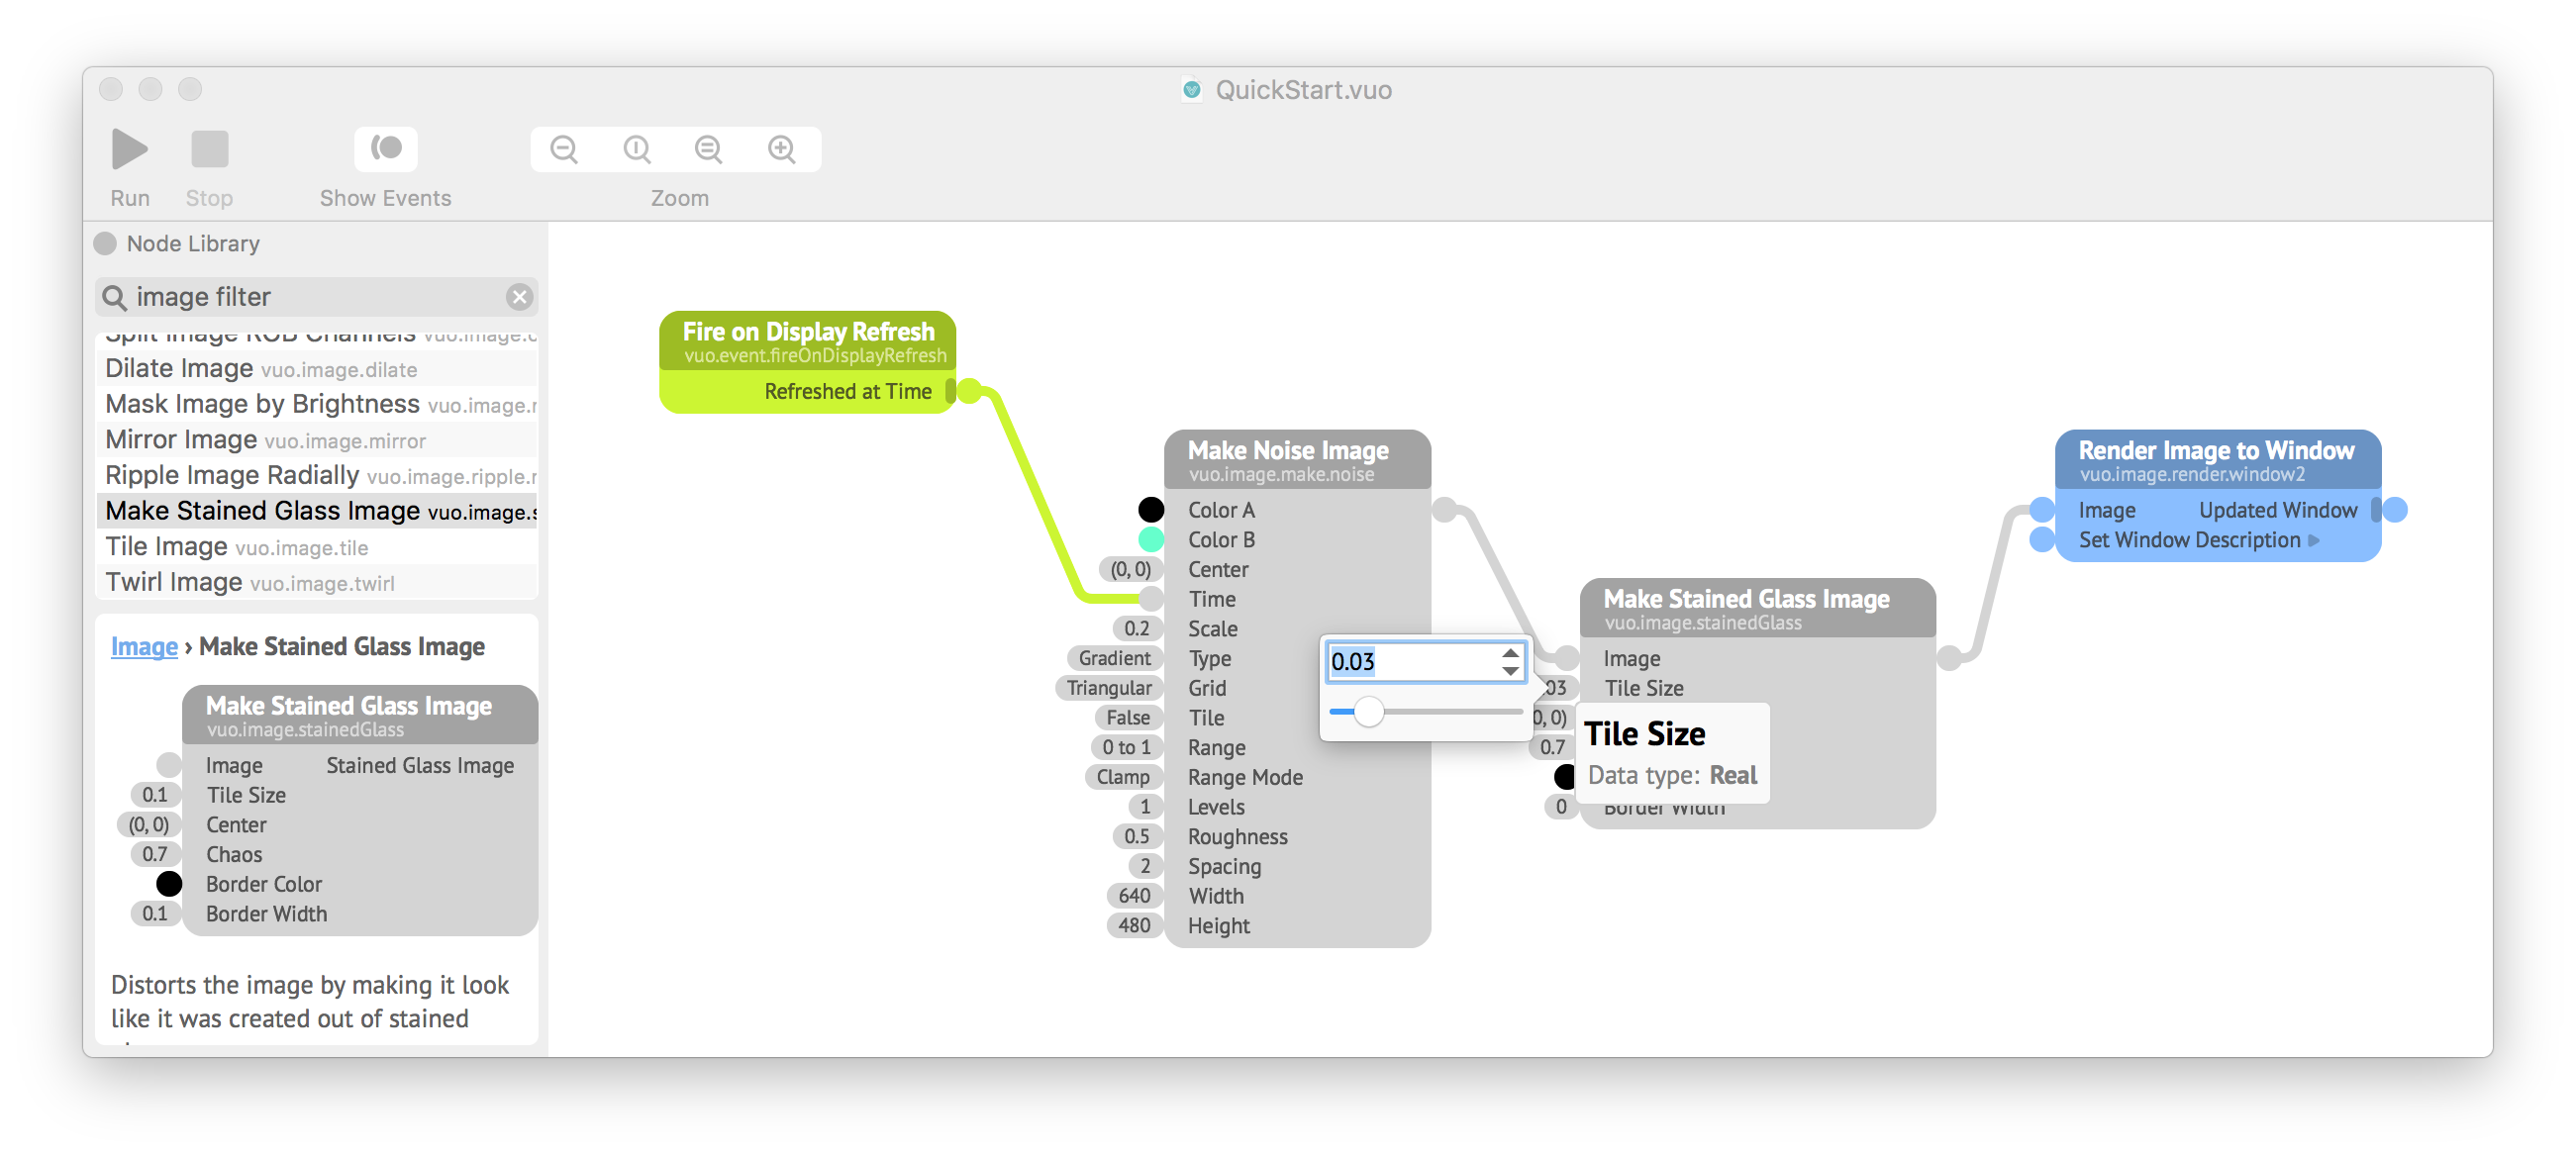 QuickStart.vuo
Run
Stop
Show Events
Zoom
Node Library
image filter
Split Image RGB Channels
Dilate Image vuo.image.dilate
Mask Image by Brightness vuo.image.
Mirror Image vuo.image.mirror
Ripple Image Radially vuo.image.ripple.
Make Stained Glass Image vuo.image.
Tile Image vuo.image.tile
Twirl Image vuo.image.twirl
Image › Make Stained Glass Image
Make Stained Glass Image
vuo.image.stainedGlass
Image Stained Glass Image
0.1 Tile Size
(0, 0) Center
0.7 Chaos
Border Color
0.1 Border Width
Distorts the image by making it look
like it was created out of stained
Fire on Display Refresh
vuo.event.fireOnDisplayRefresh
Refreshed at Time
Make Noise Image
vuo.image.make.noise
Color A
Color B
(0, 0) Center
Time
0.2 Scale
Gradient Type
Triangular Grid
False Tile
0 to 1 Range
Clamp Range Mode
1 Levels
0.5 Roughness
2 Spacing
640 Width
480 Height
0.03
Make Stained Glass Image
vuo.image.stainedGlass
Image
03 Tile Size
0, 0)
0.7
0 Border Width
Tile Size
Data type: Real
Render Image to Window
vuo.image.render.window2
Image Updated Window
Set Window Description